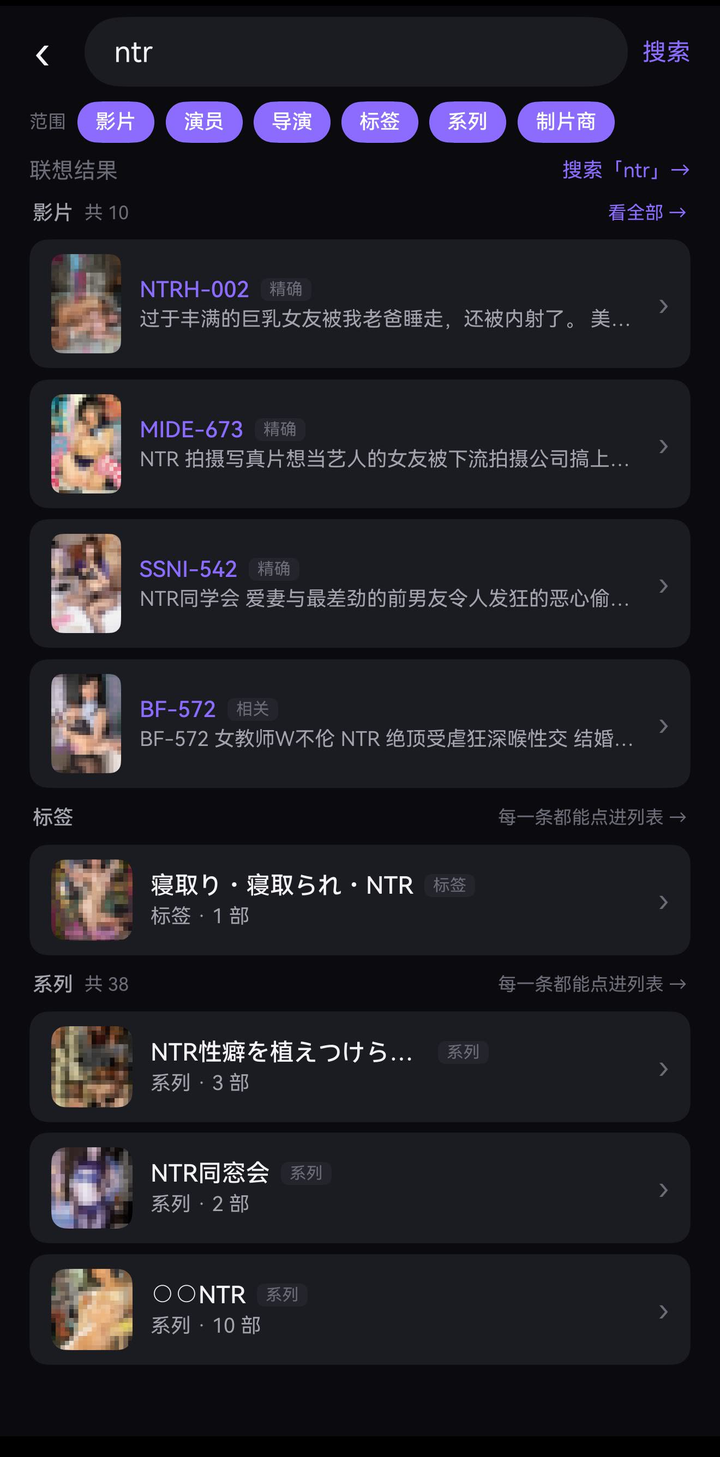 ntr
搜索
范围 影片 演员 导演 标签 系列 制片商
联想结果
搜索「ntr」→
影片 共 10
看全部 →
NTRH-002 精确
过于丰满的巨乳女友被我老爸睡走，还被内射了。 美...
MIDE-673 精确
NTR 拍摄写真片想当艺人的女友被下流拍摄公司搞上...
SSNI-542 精确
NTR同学会 爱妻与最差劲的前男友令人发狂的恶心偷...
BF-572 相关
BF-572 女教师W不伦 NTR 绝顶受虐狂深喉性交 结婚...
标签
每一条都能点进列表 →
寝取り・寝取られ・NTR 标签
标签 · 1 部
系列 共 38
每一条都能点进列表 →
NTR性癖を植えつけら... 系列
系列 · 3 部
NTR同窓会 系列
系列 · 2 部
○○NTR 系列
系列 · 10 部